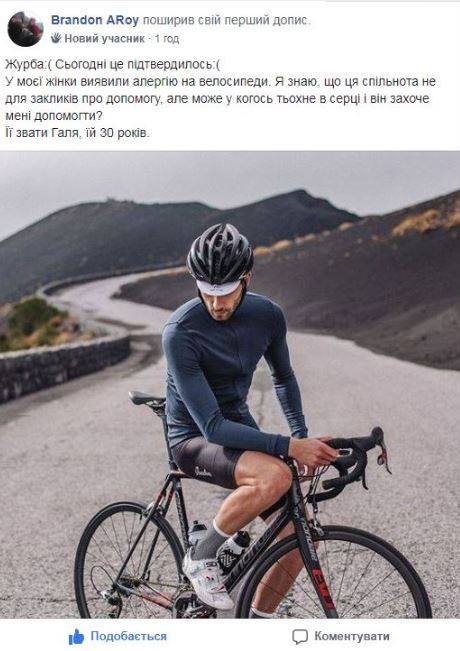 Brandon ARoy поширив свій перший допис.
Новий учасник · 1 год
Журба:( Сьогодні це підтвердилось:(
У моєї жінки виявили алергію на велосипеди. Я знаю, що ця спільнота не
для закликів про допомогу, але може у когось тьохне в серці і він захоче
мені допомогти?
Її звати Галя, їй 30 років.
Подобається
Коментувати